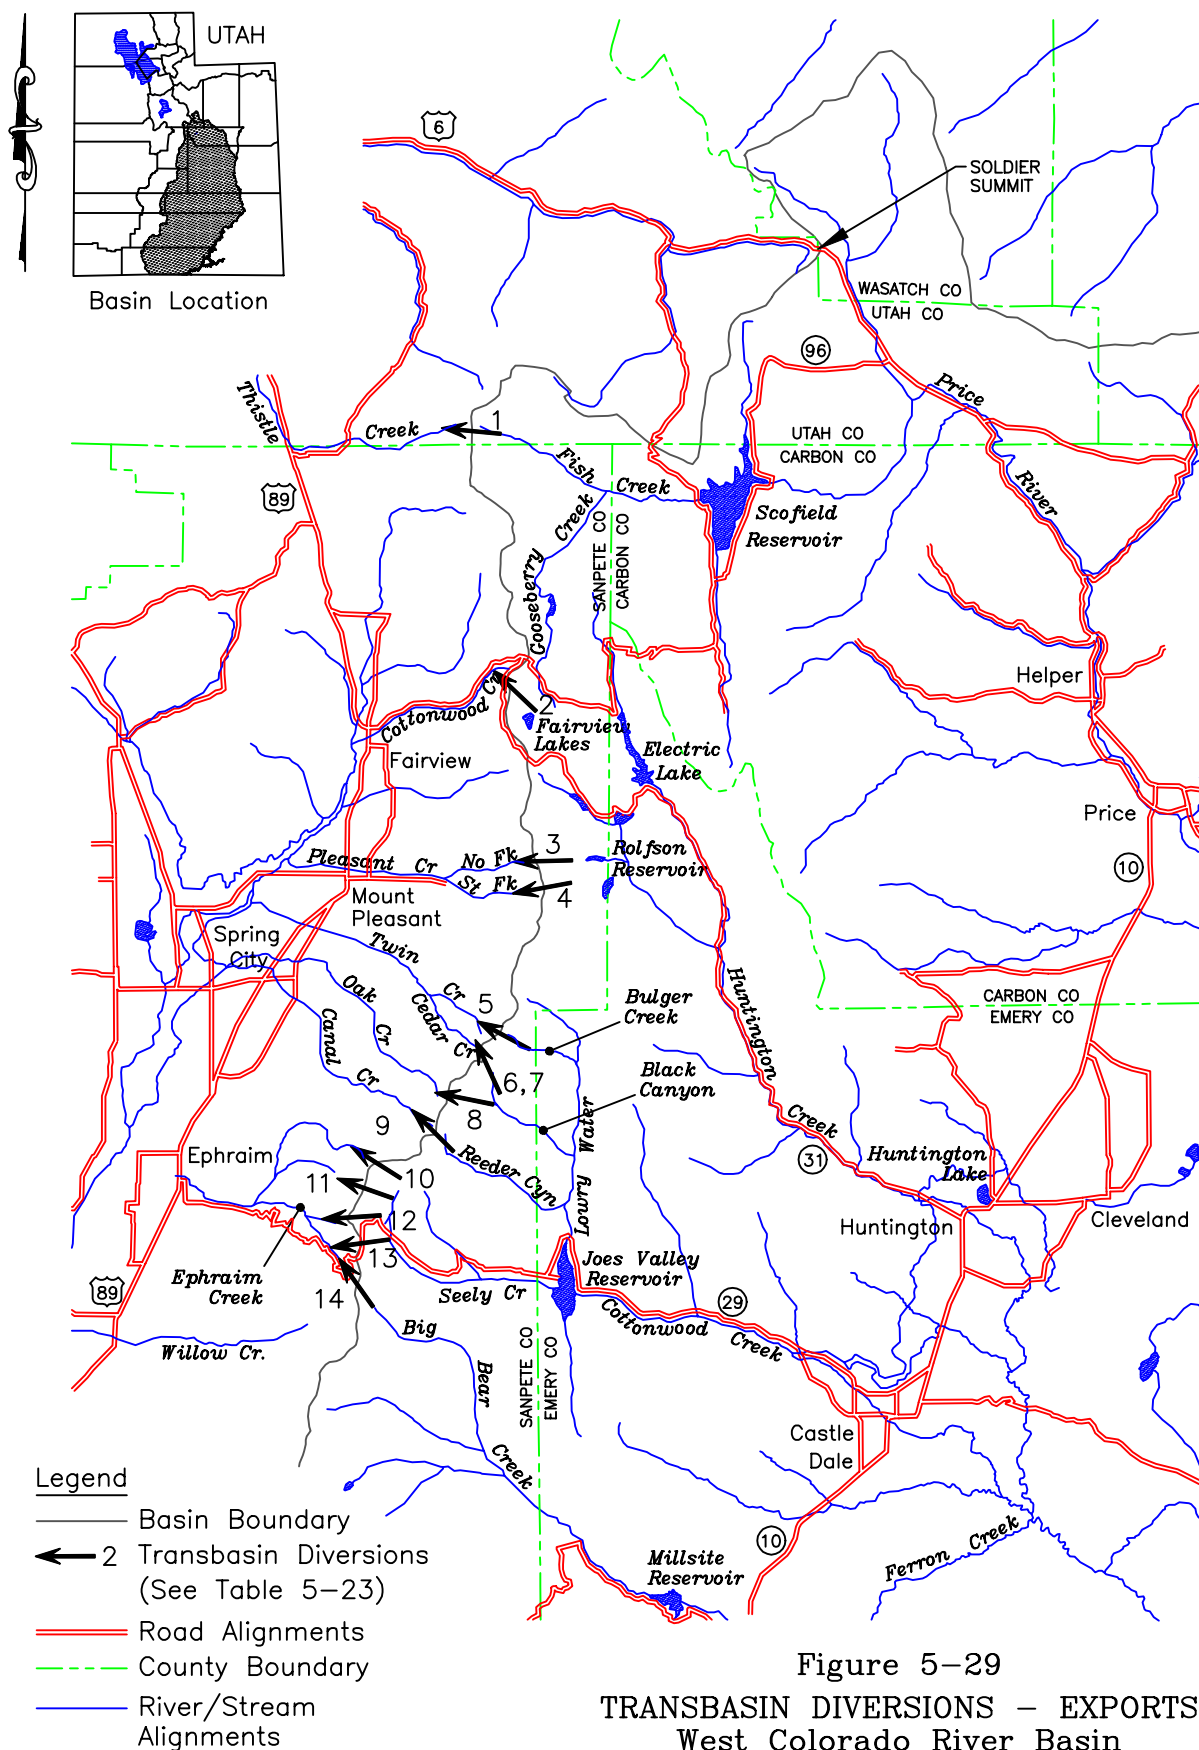 UTAH
Basin Location
6
SOLDIER
SUMMIT
WASATCH CO
UTAH CO
96
Price
River
Thistle
Creek
1
UTAH CO
CARBON CO
Fish
Creek
89
Scofield
Reservoir
Gooseberry
Creek
SANPETE CO
CARBON CO
Helper
Cottonwood Cr
2
Fairview
Lakes
Fairview
Electric
Lake
Price
10
3
Pleasant Cr
No Fk
St Fk
4
Rolfson
Reservoir
Mount
Pleasant
Spring
City
Twin
Cr
Oak
Cr
Cedar Cr
Canal
Cr
5
Bulger
Creek
Huntington
Creek
CARBON CO
EMERY CO
6,7
Black
Canyon
8
9
Reeder Cyn
Lowry Water
31
Huntington
Lake
Ephraim
10
11
12
13
14
Huntington
Cleveland
Ephraim
Creek
89
Joes Valley
Reservoir
Seely Cr
29
Cottonwood
Creek
Willow Cr.
Big
Bear
Creek
SANPETE CO
EMERY CO
Castle
Dale
10
Ferron Creek
Millsite
Reservoir
Legend
Basin Boundary
2 Transbasin Diversions
(See Table 5-23)
Road Alignments
County Boundary
River/Stream
Alignments
Figure 5-29
TRANSBASIN DIVERSIONS - EXPORTS
West Colorado River Basin